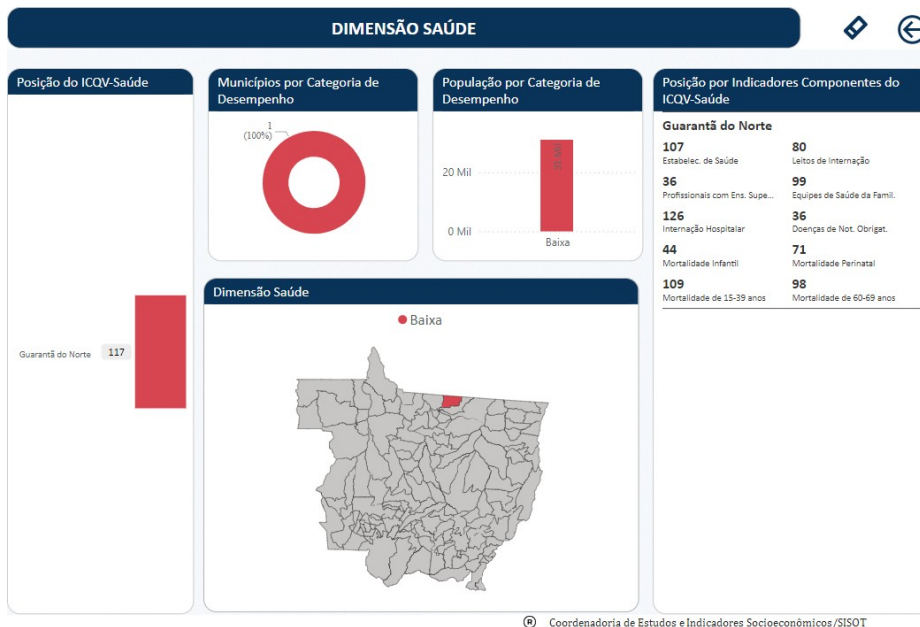 DIMENSÃO SAÚDE
Posição do ICQV-Saúde
Guarantã do Norte 117
Municípios por Categoria de
Desempenho
1
(100%)
População por Categoria de
Desempenho
20 Mil
0 Mil
Baixa
Dimensão Saúde
Baixa
Posição por Indicadores Componentes do
ICQV-Saúde
Guarantã do Norte
107 80
Estabelec. de Saúde Leitos de Internação
36 99
Profissionais com Ens. Supe... Equipes de Saúde da Famil.
126 36
Internação Hospitalar Doenças de Not. Obrigat.
44 71
Mortalidade Infantil Mortalidade Perinatal
109 98
Mortalidade de 15-39 anos Mortalidade de 60-69 anos
® Coordenadoria de Estudos e Indicadores Socioeconômicos/SISOT